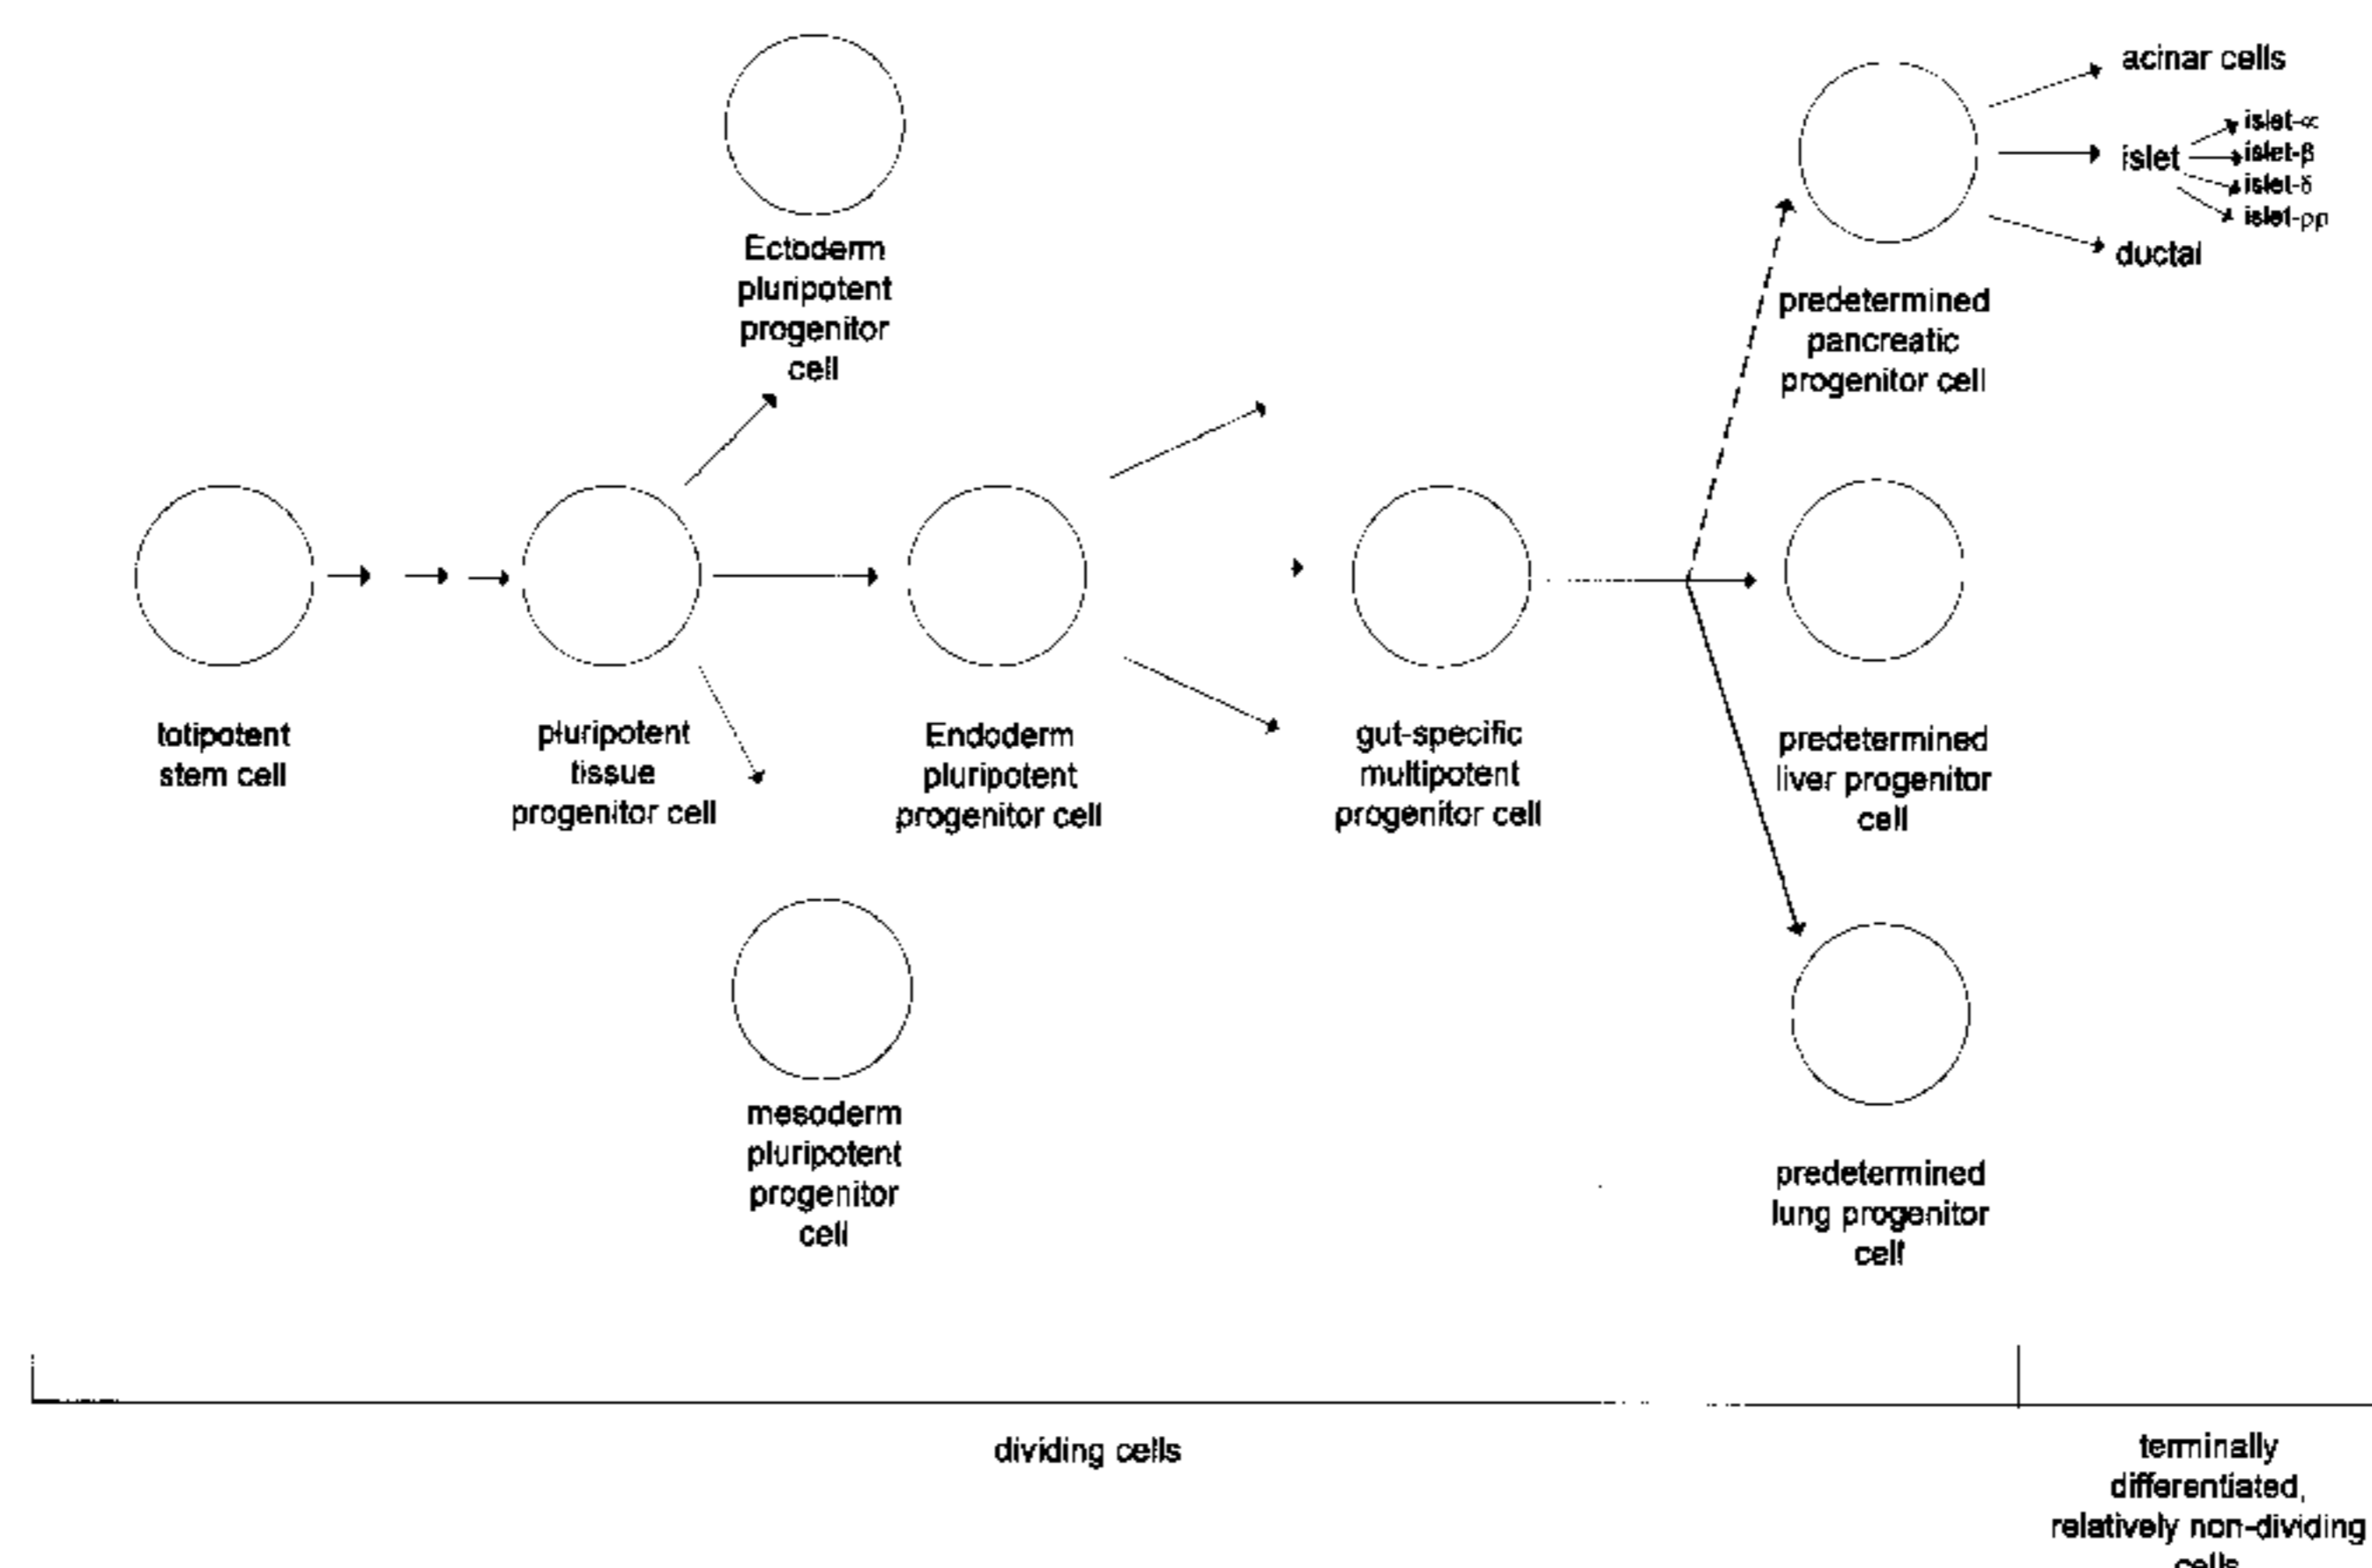 Ectoderm
pluripotent
progenitor
cell
acinar cells
islet
islet-∝
islet-β
islet-δ
islet-pp
ductal
predetermined
pancreatic
progenitor cell
totipotent
stem cell
pluripotent
tissue
progenitor cell
Endoderm
pluripotent
progenitor cell
gut-specific
multipotent
progenitor cell
predetermined
liver progenitor
cell
mesoderm
pluripotent
progenitor
cell
predetermined
lung progenitor
cell
dividing cells
terminally
differentiated,
relatively non-dividing
cells